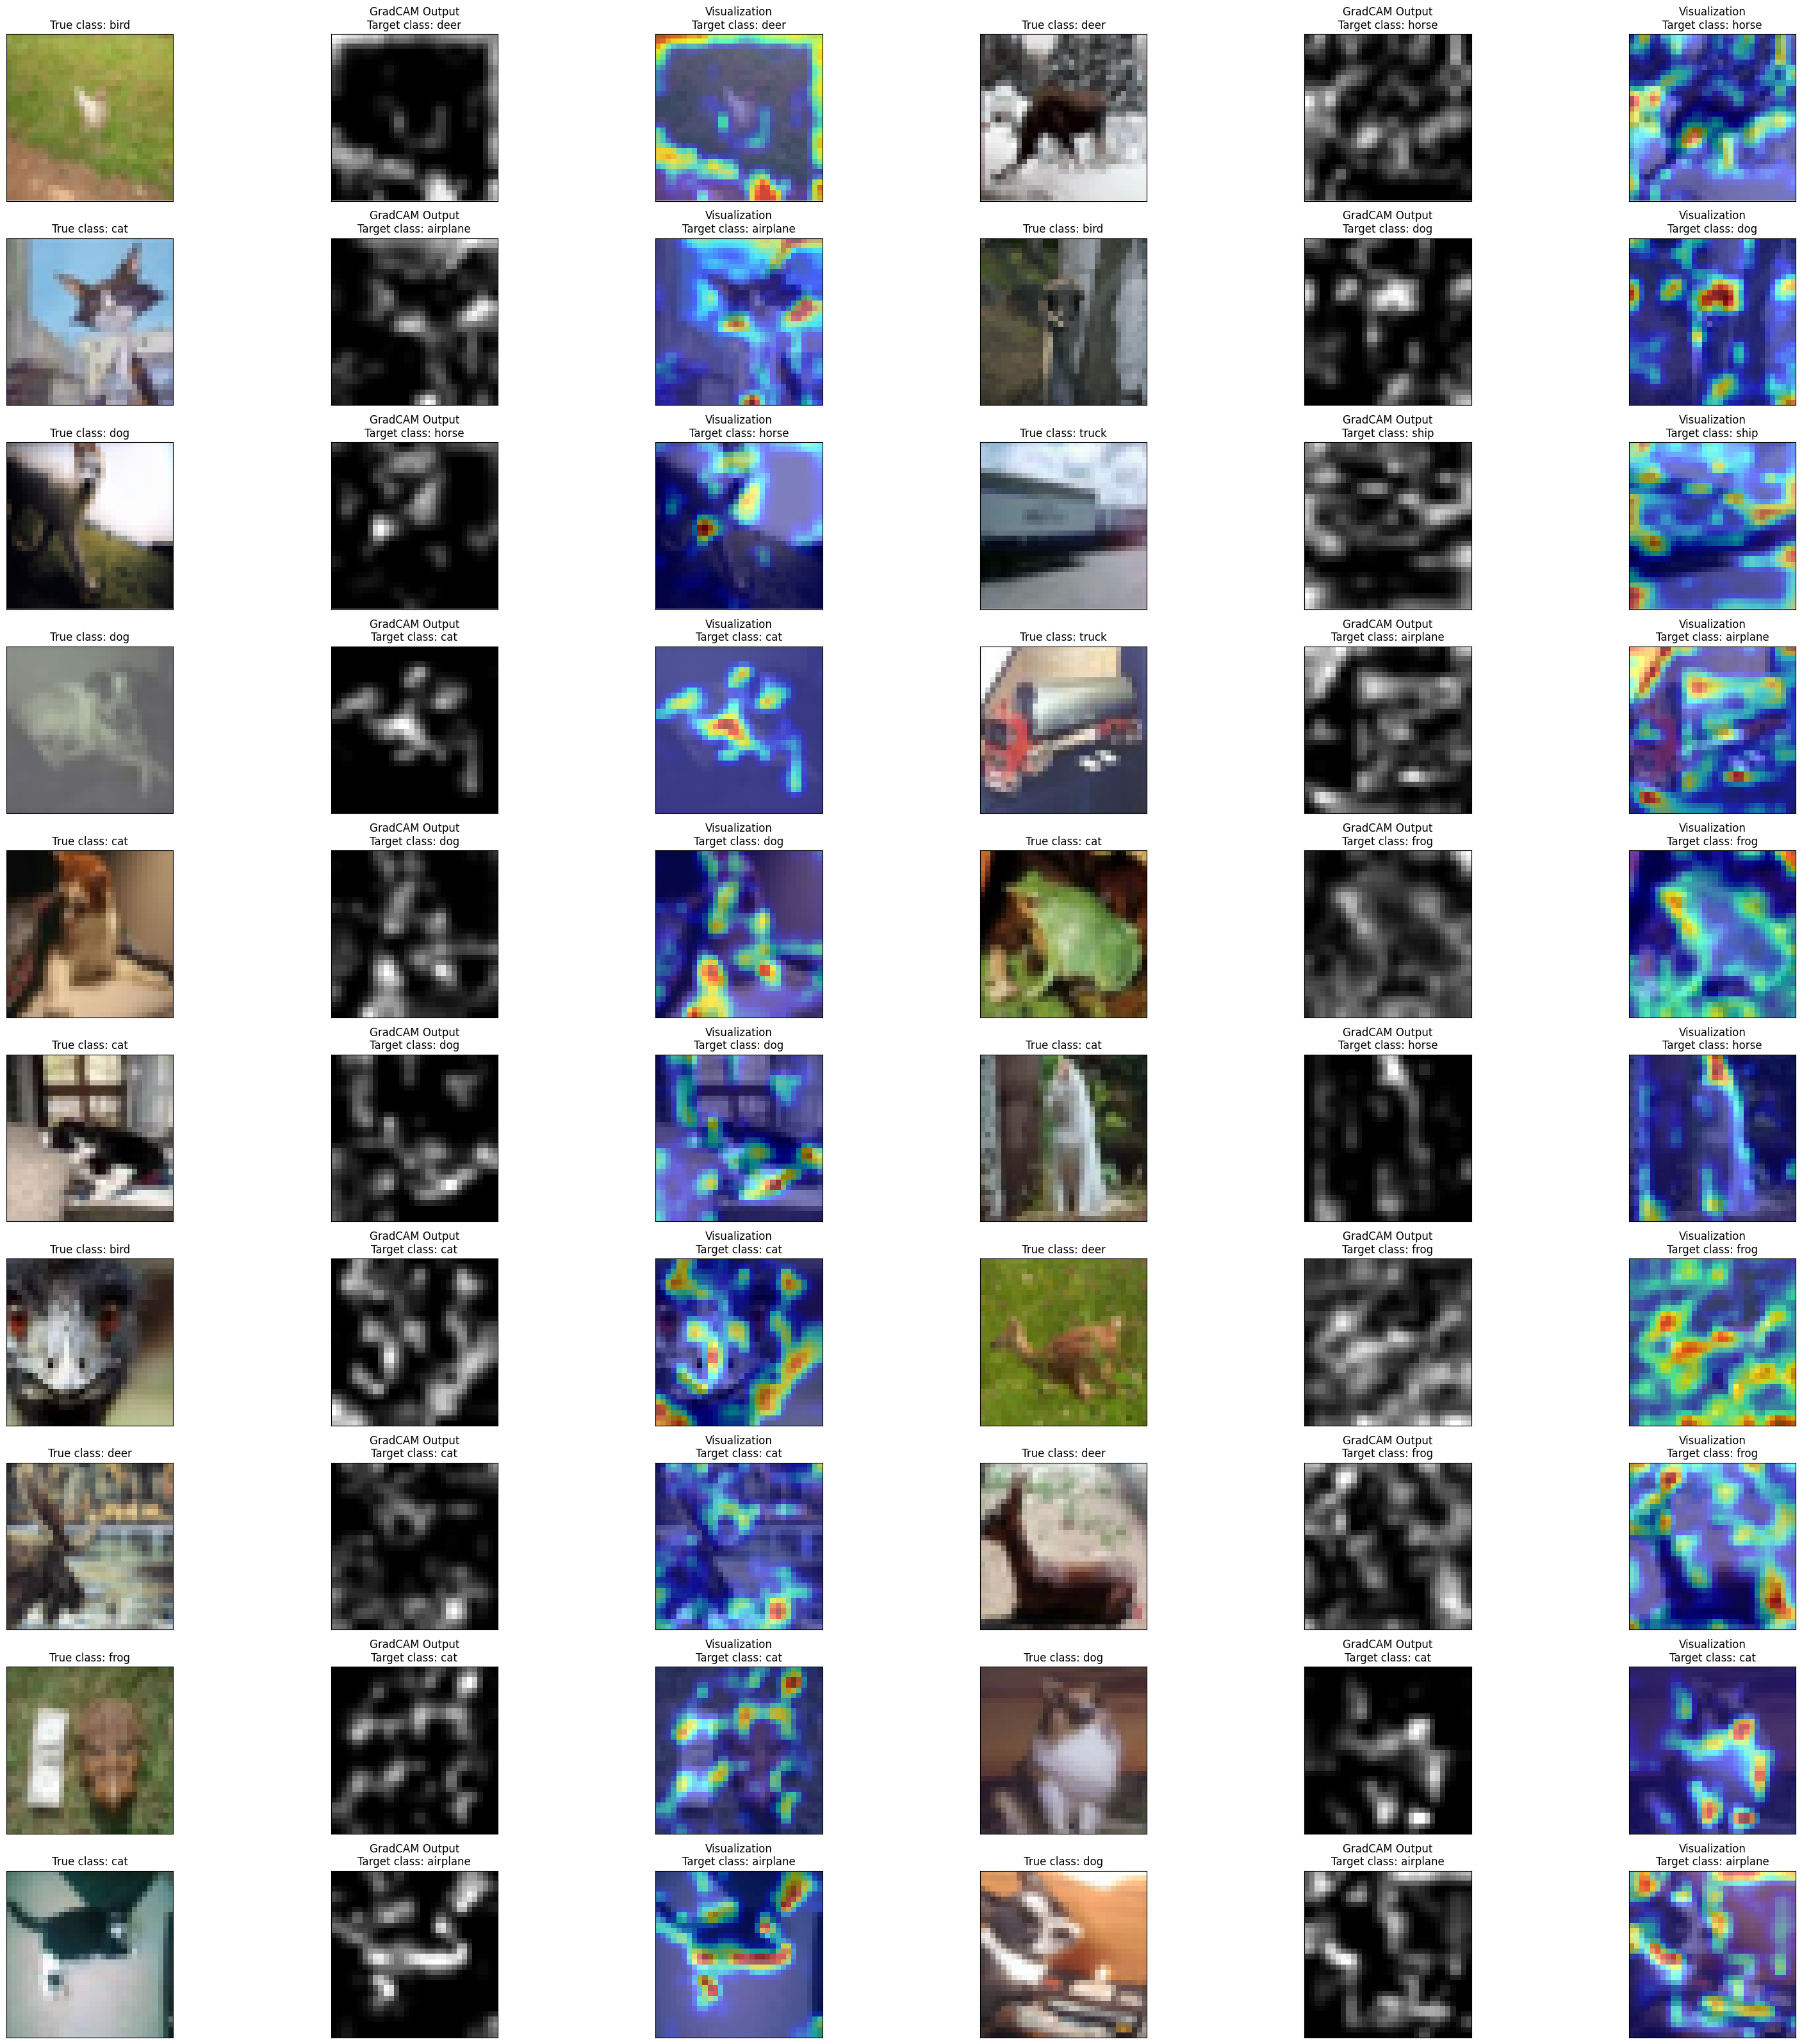 True class: bird
GradCAM Output
Target class: deer
Visualization
Target class: deer
True class: deer
GradCAM Output
Target class: horse
Visualization
Target class: horse
True class: cat
GradCAM Output
Target class: airplane
Visualization
Target class: airplane
True class: bird
GradCAM Output
Target class: dog
Visualization
Target class: dog
True class: dog
GradCAM Output
Target class: horse
Visualization
Target class: horse
True class: truck
GradCAM Output
Target class: ship
Visualization
Target class: ship
True class: dog
GradCAM Output
Target class: cat
Visualization
Target class: cat
True class: truck
GradCAM Output
Target class: airplane
Visualization
Target class: airplane
True class: cat
GradCAM Output
Target class: dog
Visualization
Target class: dog
True class: cat
GradCAM Output
Target class: frog
Visualization
Target class: frog
True class: cat
GradCAM Output
Target class: dog
Visualization
Target class: dog
True class: cat
GradCAM Output
Target class: horse
Visualization
Target class: horse
True class: bird
GradCAM Output
Target class: cat
Visualization
Target class: cat
True class: deer
GradCAM Output
Target class: frog
Visualization
Target class: frog
True class: deer
GradCAM Output
Target class: cat
Visualization
Target class: cat
True class: deer
GradCAM Output
Target class: frog
Visualization
Target class: frog
True class: frog
GradCAM Output
Target class: cat
Visualization
Target class: cat
True class: dog
GradCAM Output
Target class: cat
Visualization
Target class: cat
True class: cat
GradCAM Output
Target class: airplane
Visualization
Target class: airplane
True class: dog
GradCAM Output
Target class: airplane
Visualization
Target class: airplane